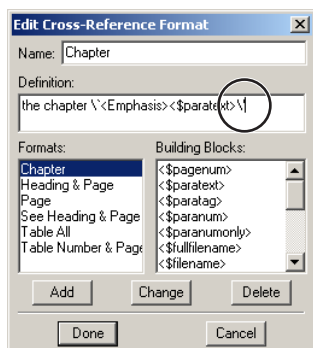 Edit Cross-Reference Format
Name: Chapter
Definition:
the chapter \`<Emphasis><$paratext>\'
Formats: Building Blocks:
Chapter <$pagenum>
Heading & Page <$paratext>
Page <$paratag>
See Heading & Page <$paranum>
Table All <$paranumonly>
Table Number & Page <$fullfilename>
<$filename>
Add Change Delete
Done Cancel